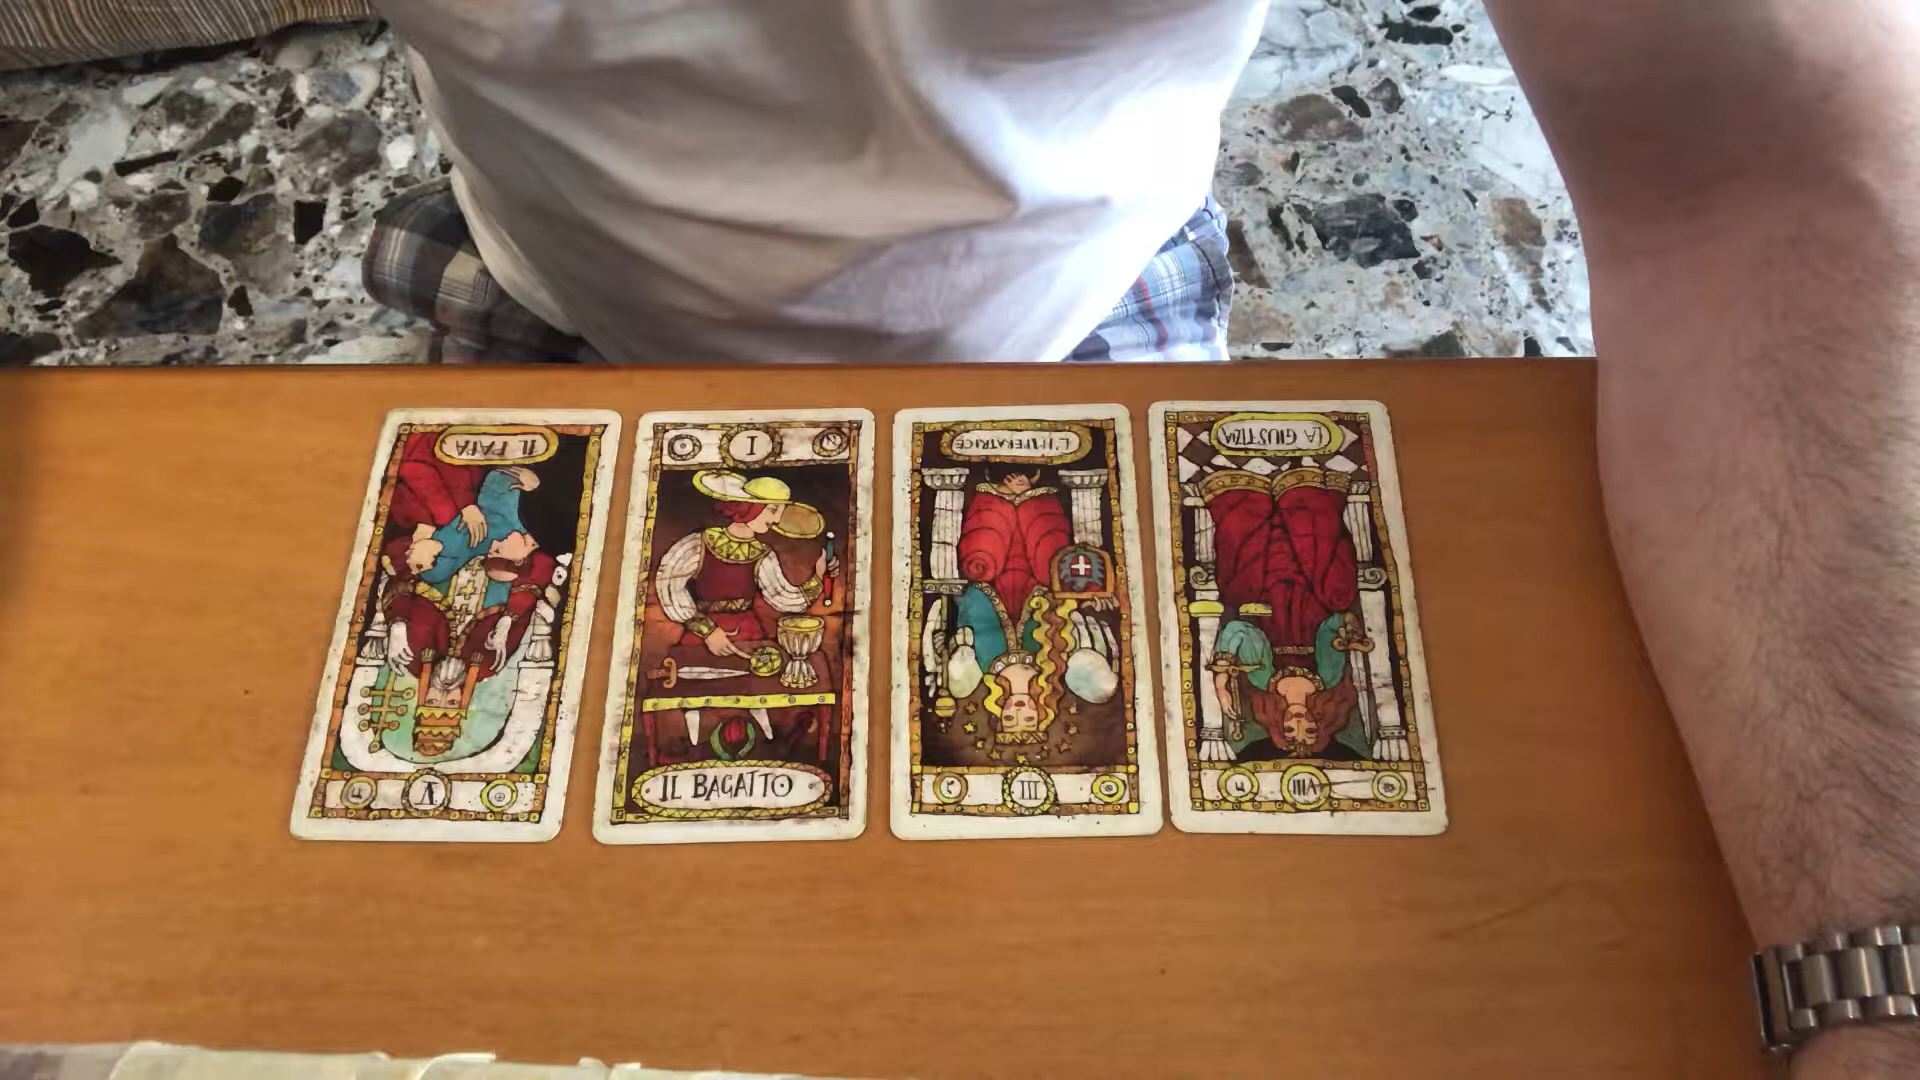 IL PAPA
V
I
IL BAGATTO
L'IMPERATRICE
III
LA GIUSTIZIA
VIII